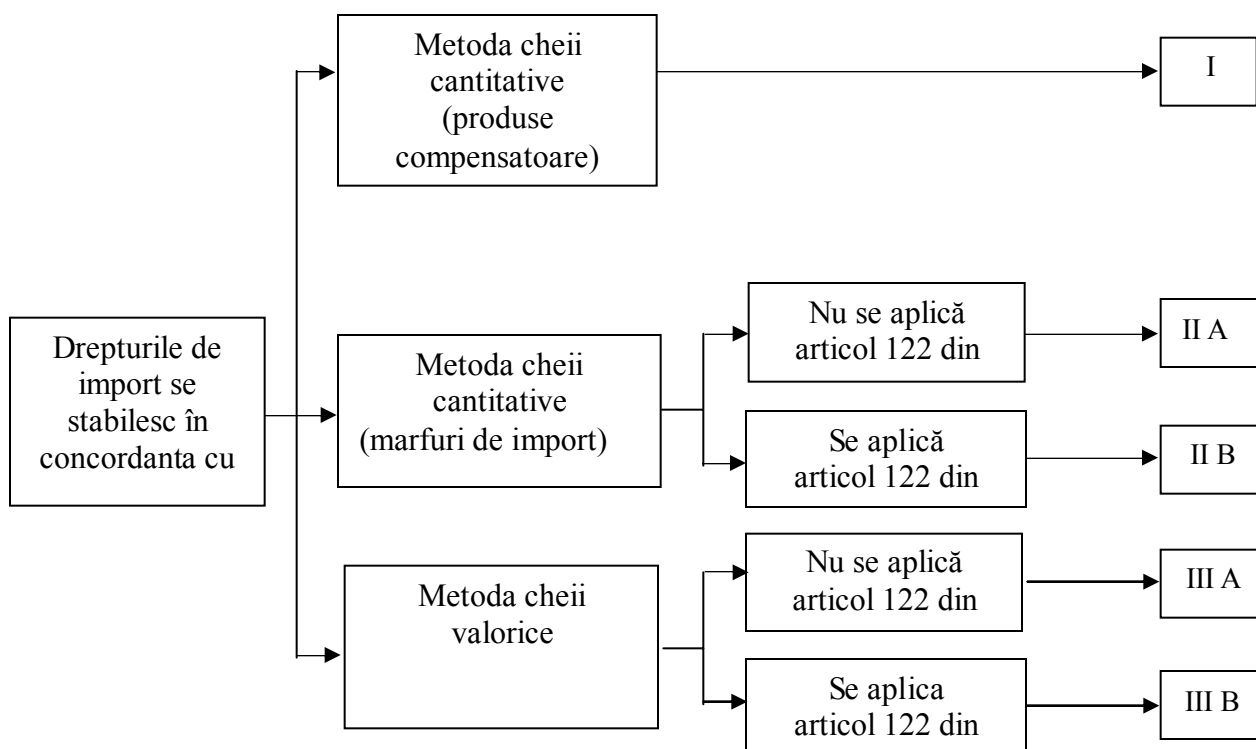 Drepturile de
import se
stabilesc în
concordanta cu
Metoda cheii
cantitative
(produse
compensatoare)
I
Metoda cheii
cantitative
(marfuri de import)
Nu se aplică
articol 122 din
II A
Se aplică
articol 122 din
II B
Metoda cheii
valorice
Nu se aplică
articol 122 din
III A
Se aplica
articol 122 din
III B